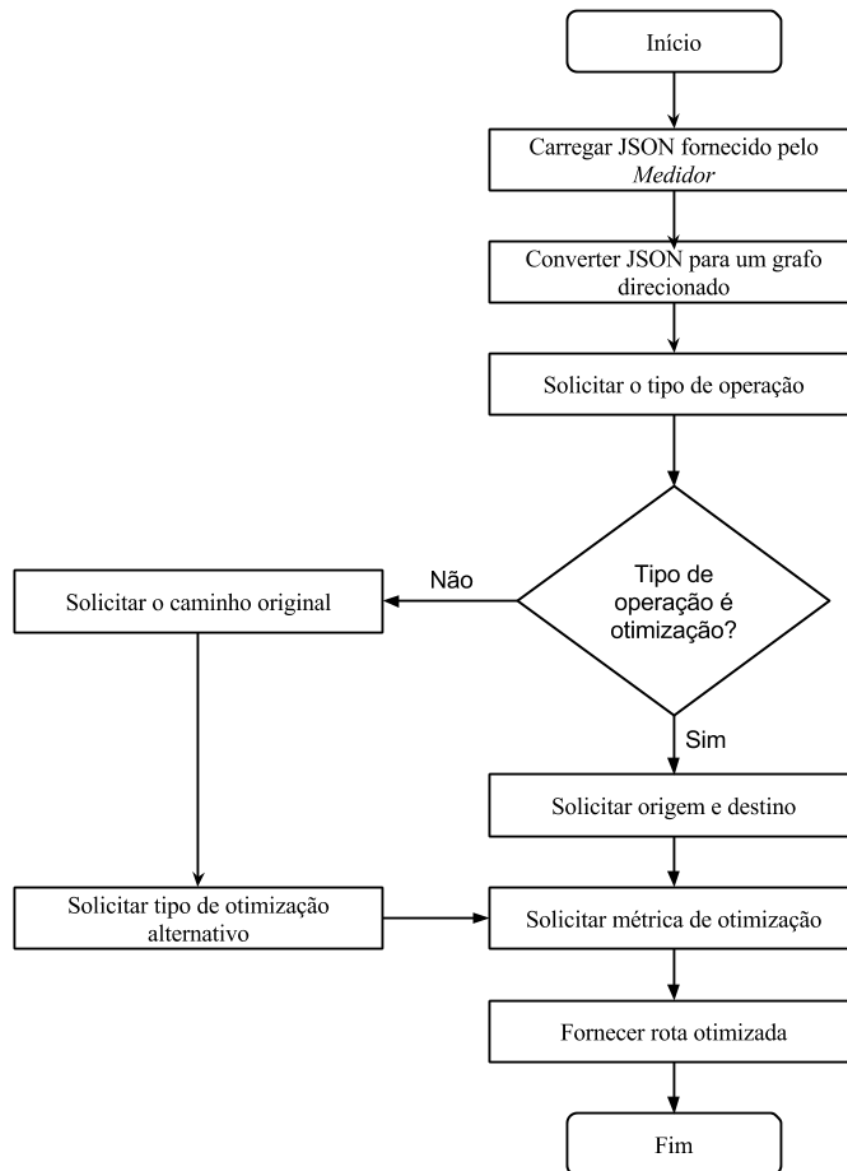 Início
Carregar JSON fornecido pelo
Medidor
Converter JSON para um grafo
direcionado
Solicitar o tipo de operação
Tipo de
operação é
otimização?
Não
Solicitar o caminho original
Sim
Solicitar origem e destino
Solicitar tipo de otimização
alternativo
Solicitar métrica de otimização
Fornecer rota otimizada
Fim